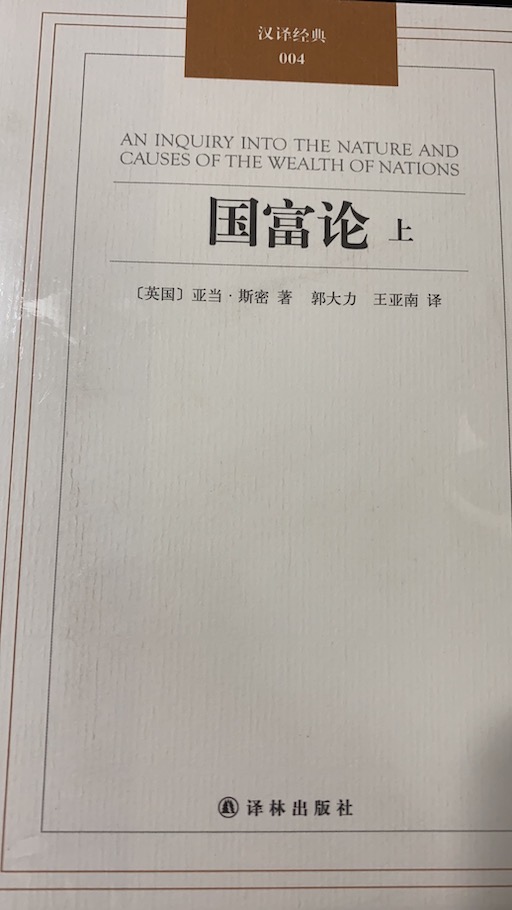 汉译经典
004
AN INQUIRY INTO THE NATURE AND
CAUSES OF THE WEALTH OF NATIONS
国富论 上
〔英国〕亚当·斯密 著 郭大力 王亚南 译
译林出版社